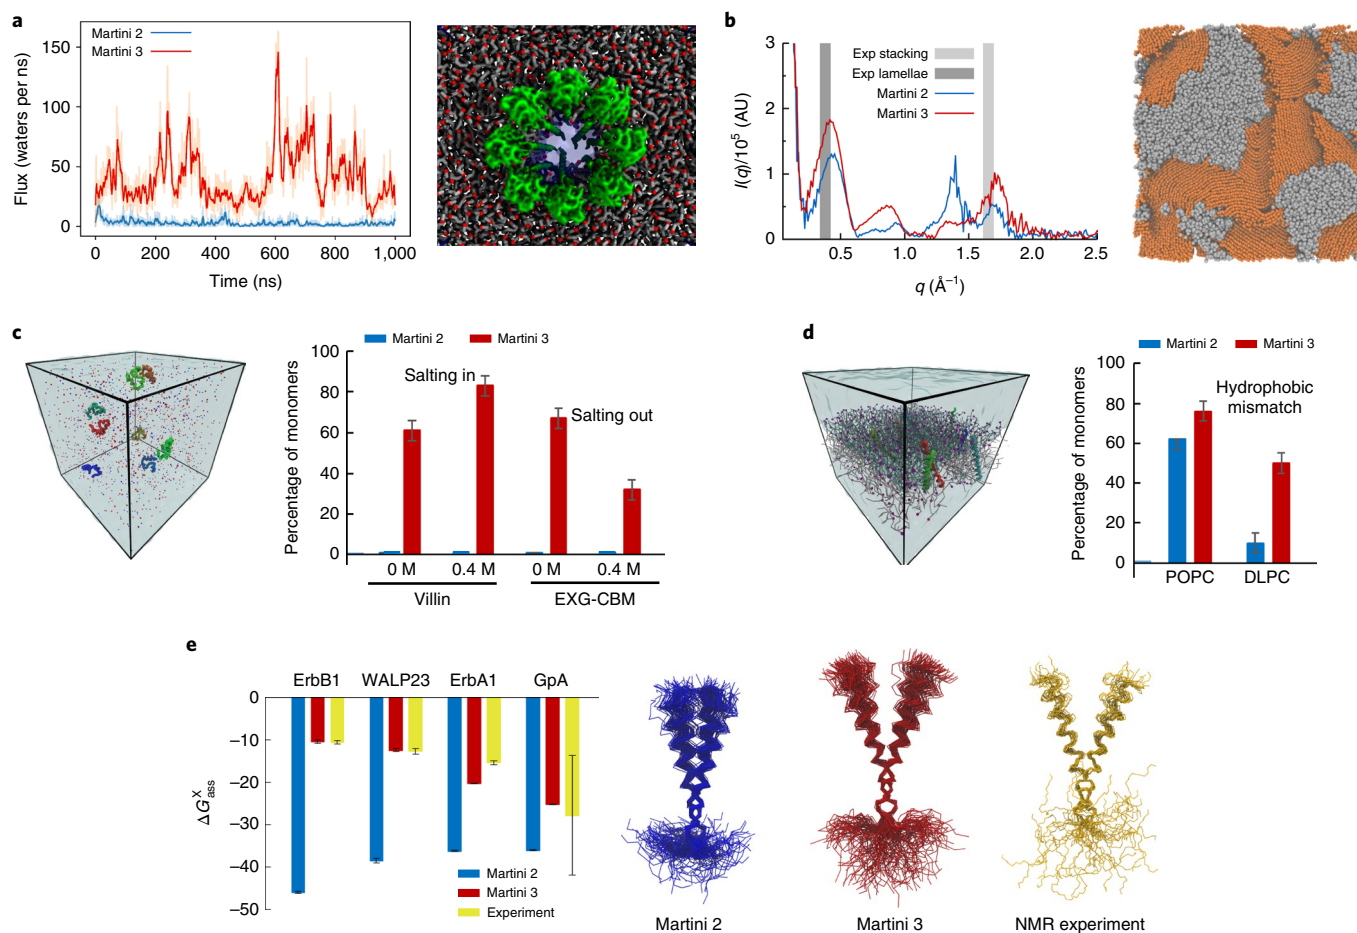 a
Martini 2
Martini 3
Flux (waters per ns)
150
100
50
0
0 200 400 600 800 1,000
Time (ns)
b
I(q)/10⁵ (AU)
3
2
1
0
Exp stacking
Exp lamellae
Martini 2
Martini 3
0.5 1.0 1.5 2.0 2.5
q (Å⁻¹)
c
Martini 2 Martini 3
Percentage of monomers
100
80
60
40
20
0
Salting in
Salting out
0 M 0.4 M 0 M 0.4 M
Villin EXG-CBM
d
Martini 2 Martini 3
Percentage of monomers
100
80
60
40
20
0
Hydrophobic
mismatch
POPC DLPC
e
ErbB1 WALP23 ErbA1 GpA
ΔG^X_ass
0
−10
−20
−30
−40
−50
Martini 2
Martini 3
Experiment
Martini 2 Martini 3 NMR experiment